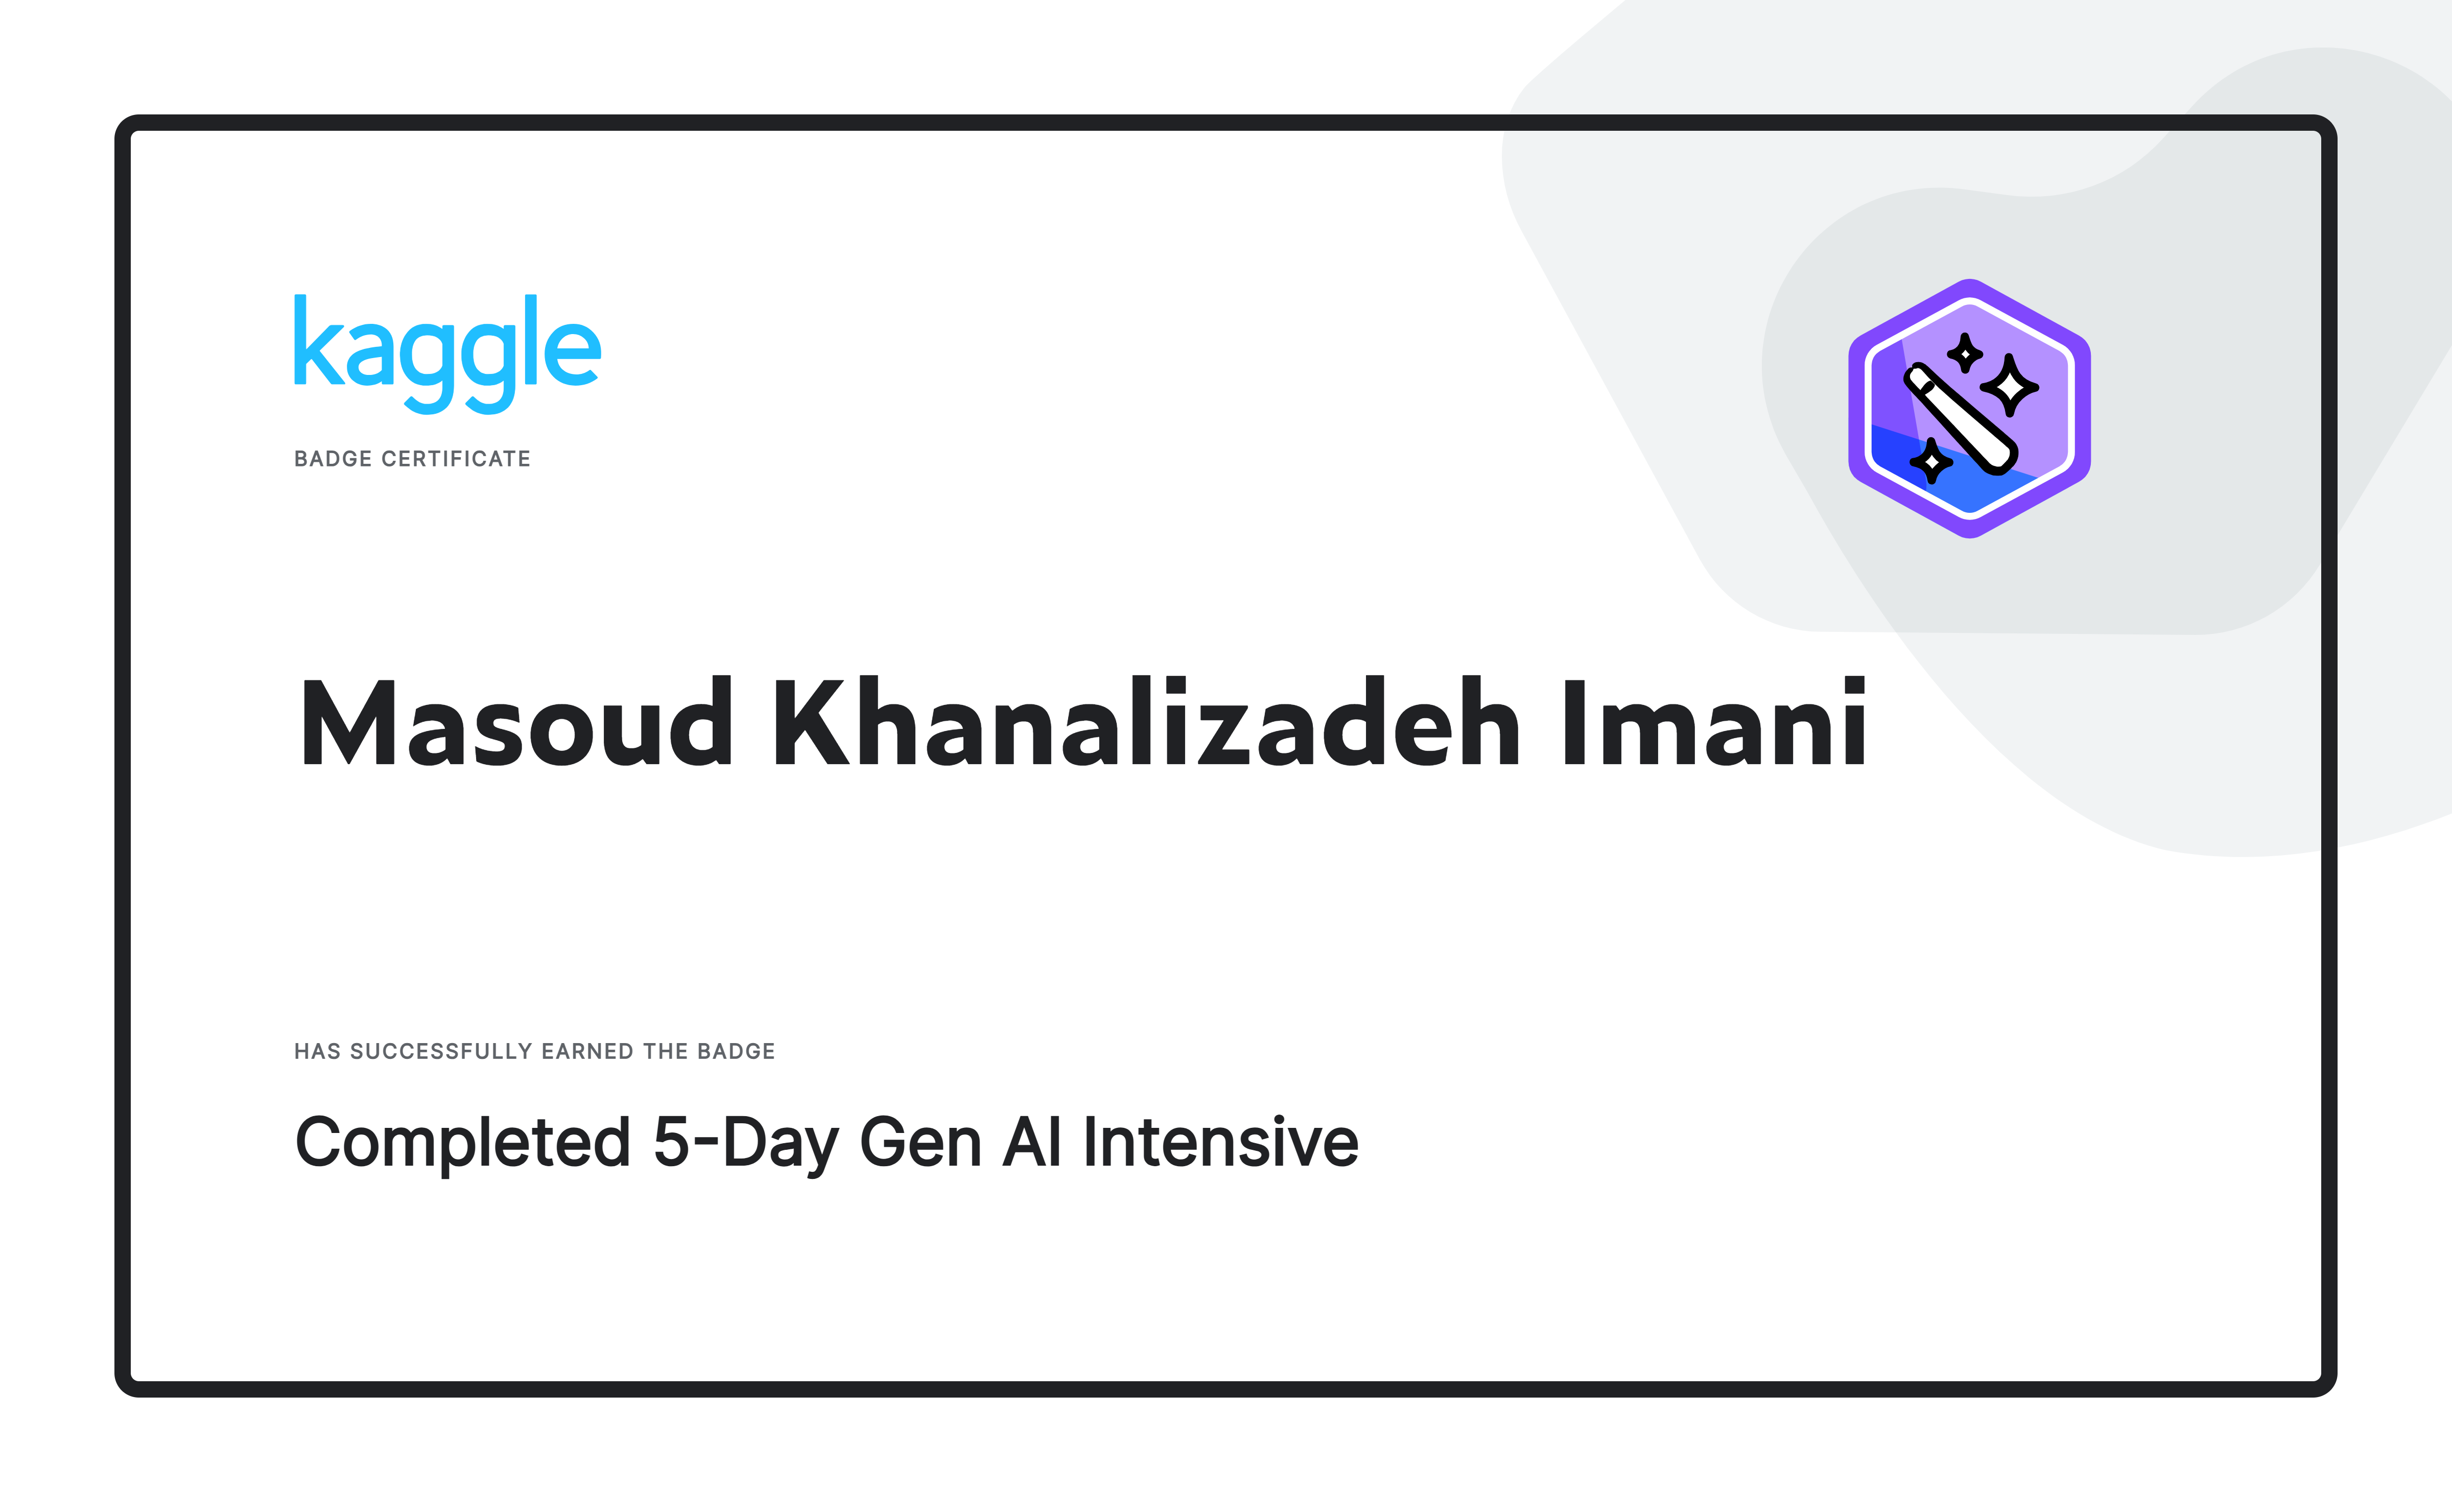 kaggle
BADGE CERTIFICATE
Masoud Khanalizadeh Imani
HAS SUCCESSFULLY EARNED THE BADGE
Completed 5-Day Gen AI Intensive